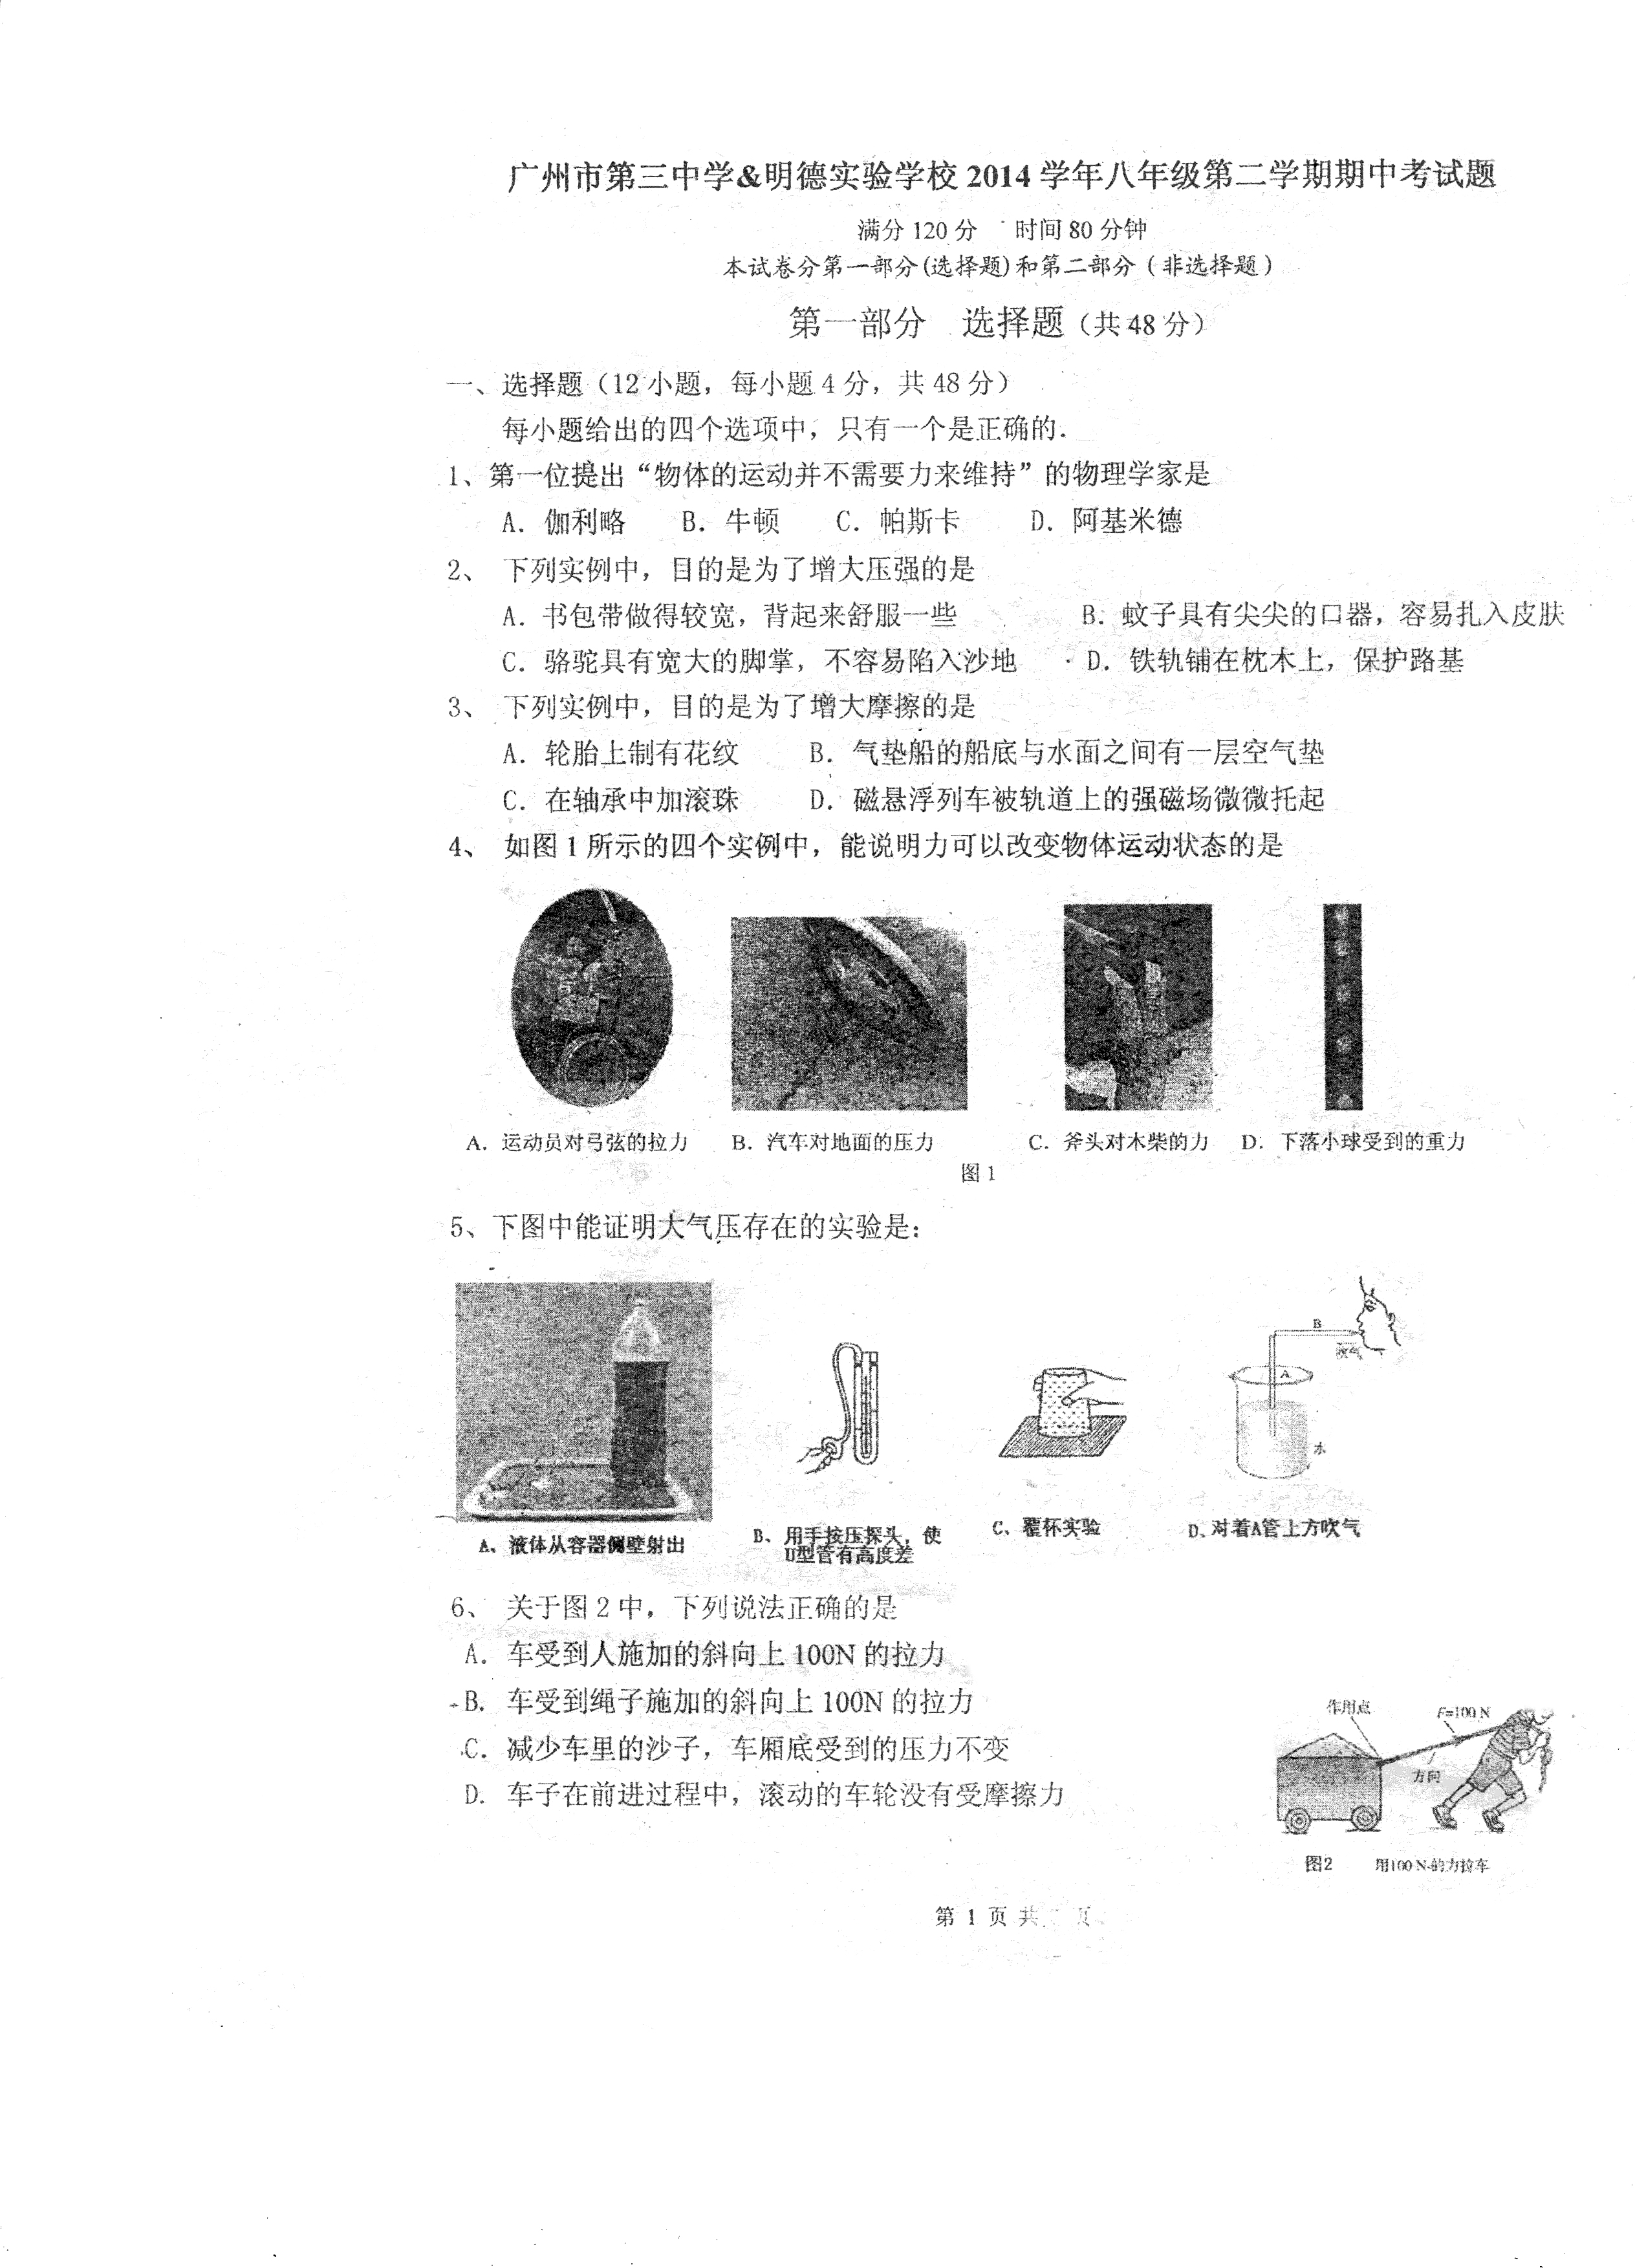 广州市第三中学&明德实验学校 2014 学年八年级第二学期期中考试题
满分 120 分 时间 80 分钟
本试卷分第一部分(选择题)和第二部分(非选择题)
第一部分 选择题(共 48 分)
一、选择题(12 小题,每小题 4 分,共 48 分)
每小题给出的四个选项中,只有一个是正确的.
1、第一位提出“物体的运动并不需要力来维持”的物理学家是
A. 伽利略 B. 牛顿 C. 帕斯卡 D. 阿基米德
2、 下列实例中,目的是为了增大压强的是
A. 书包带做得较宽,背起来舒服一些 B. 蚊子具有尖尖的口器,容易扎入皮肤
C. 骆驼具有宽大的脚掌,不容易陷入沙地 D. 铁轨铺在枕木上,保护路基
3、 下列实例中,目的是为了增大摩擦的是
A. 轮胎上制有花纹 B. 气垫船的船底与水面之间有一层空气垫
C. 在轴承中加滚珠 D. 磁悬浮列车被轨道上的强磁场微微托起
4、 如图 1 所示的四个实例中,能说明力可以改变物体运动状态的是
A. 运动员对弓弦的拉力 B. 汽车对地面的压力 C. 斧头对木柴的力 D. 下落小球受到的重力
图 1
5、下图中能证明大气压存在的实验是:
B
吹气
A
水
A、液体从容器侧壁射出
B、用手按压探头,使
U型管有高度差
C、覆杯实验
D、对着A管上方吹气
6、 关于图 2 中,下列说法正确的是
A. 车受到人施加的斜向上 100N 的拉力
B. 车受到绳子施加的斜向上 100N 的拉力
C. 减少车里的沙子,车厢底受到的压力不变
D. 车子在前进过程中,滚动的车轮没有受摩擦力
作用点
F=100 N
方向
图2 用100 N的力拉车
第 1 页 共 页